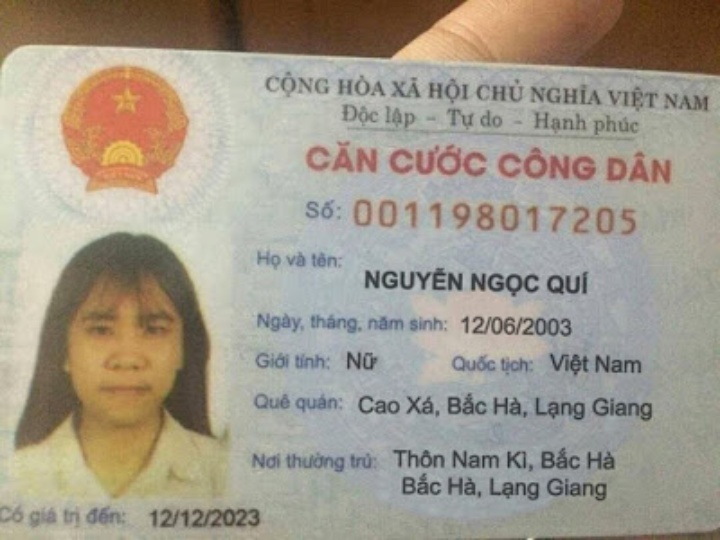 CỘNG HÒA XÃ HỘI CHỦ NGHĨA VIỆT NAM
Độc lập - Tự do - Hạnh phúc
CĂN CƯỚC CÔNG DÂN
Số: 001198017205
Họ và tên:
NGUYỄN NGỌC QUÍ
Ngày, tháng, năm sinh: 12/06/2003
Giới tính: Nữ Quốc tịch: Việt Nam
Quê quán: Cao Xá, Bắc Hà, Lạng Giang
Nơi thường trú: Thôn Nam Kì, Bắc Hà
Bắc Hà, Lạng Giang
Có giá trị đến: 12/12/2023